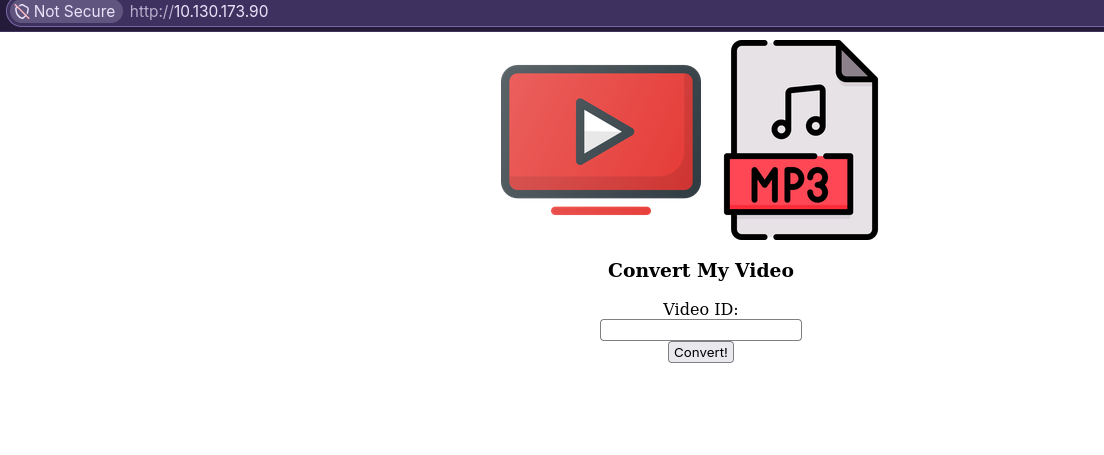 Not Secure http://10.130.173.90
MP3
Convert My Video
Video ID:
Convert!